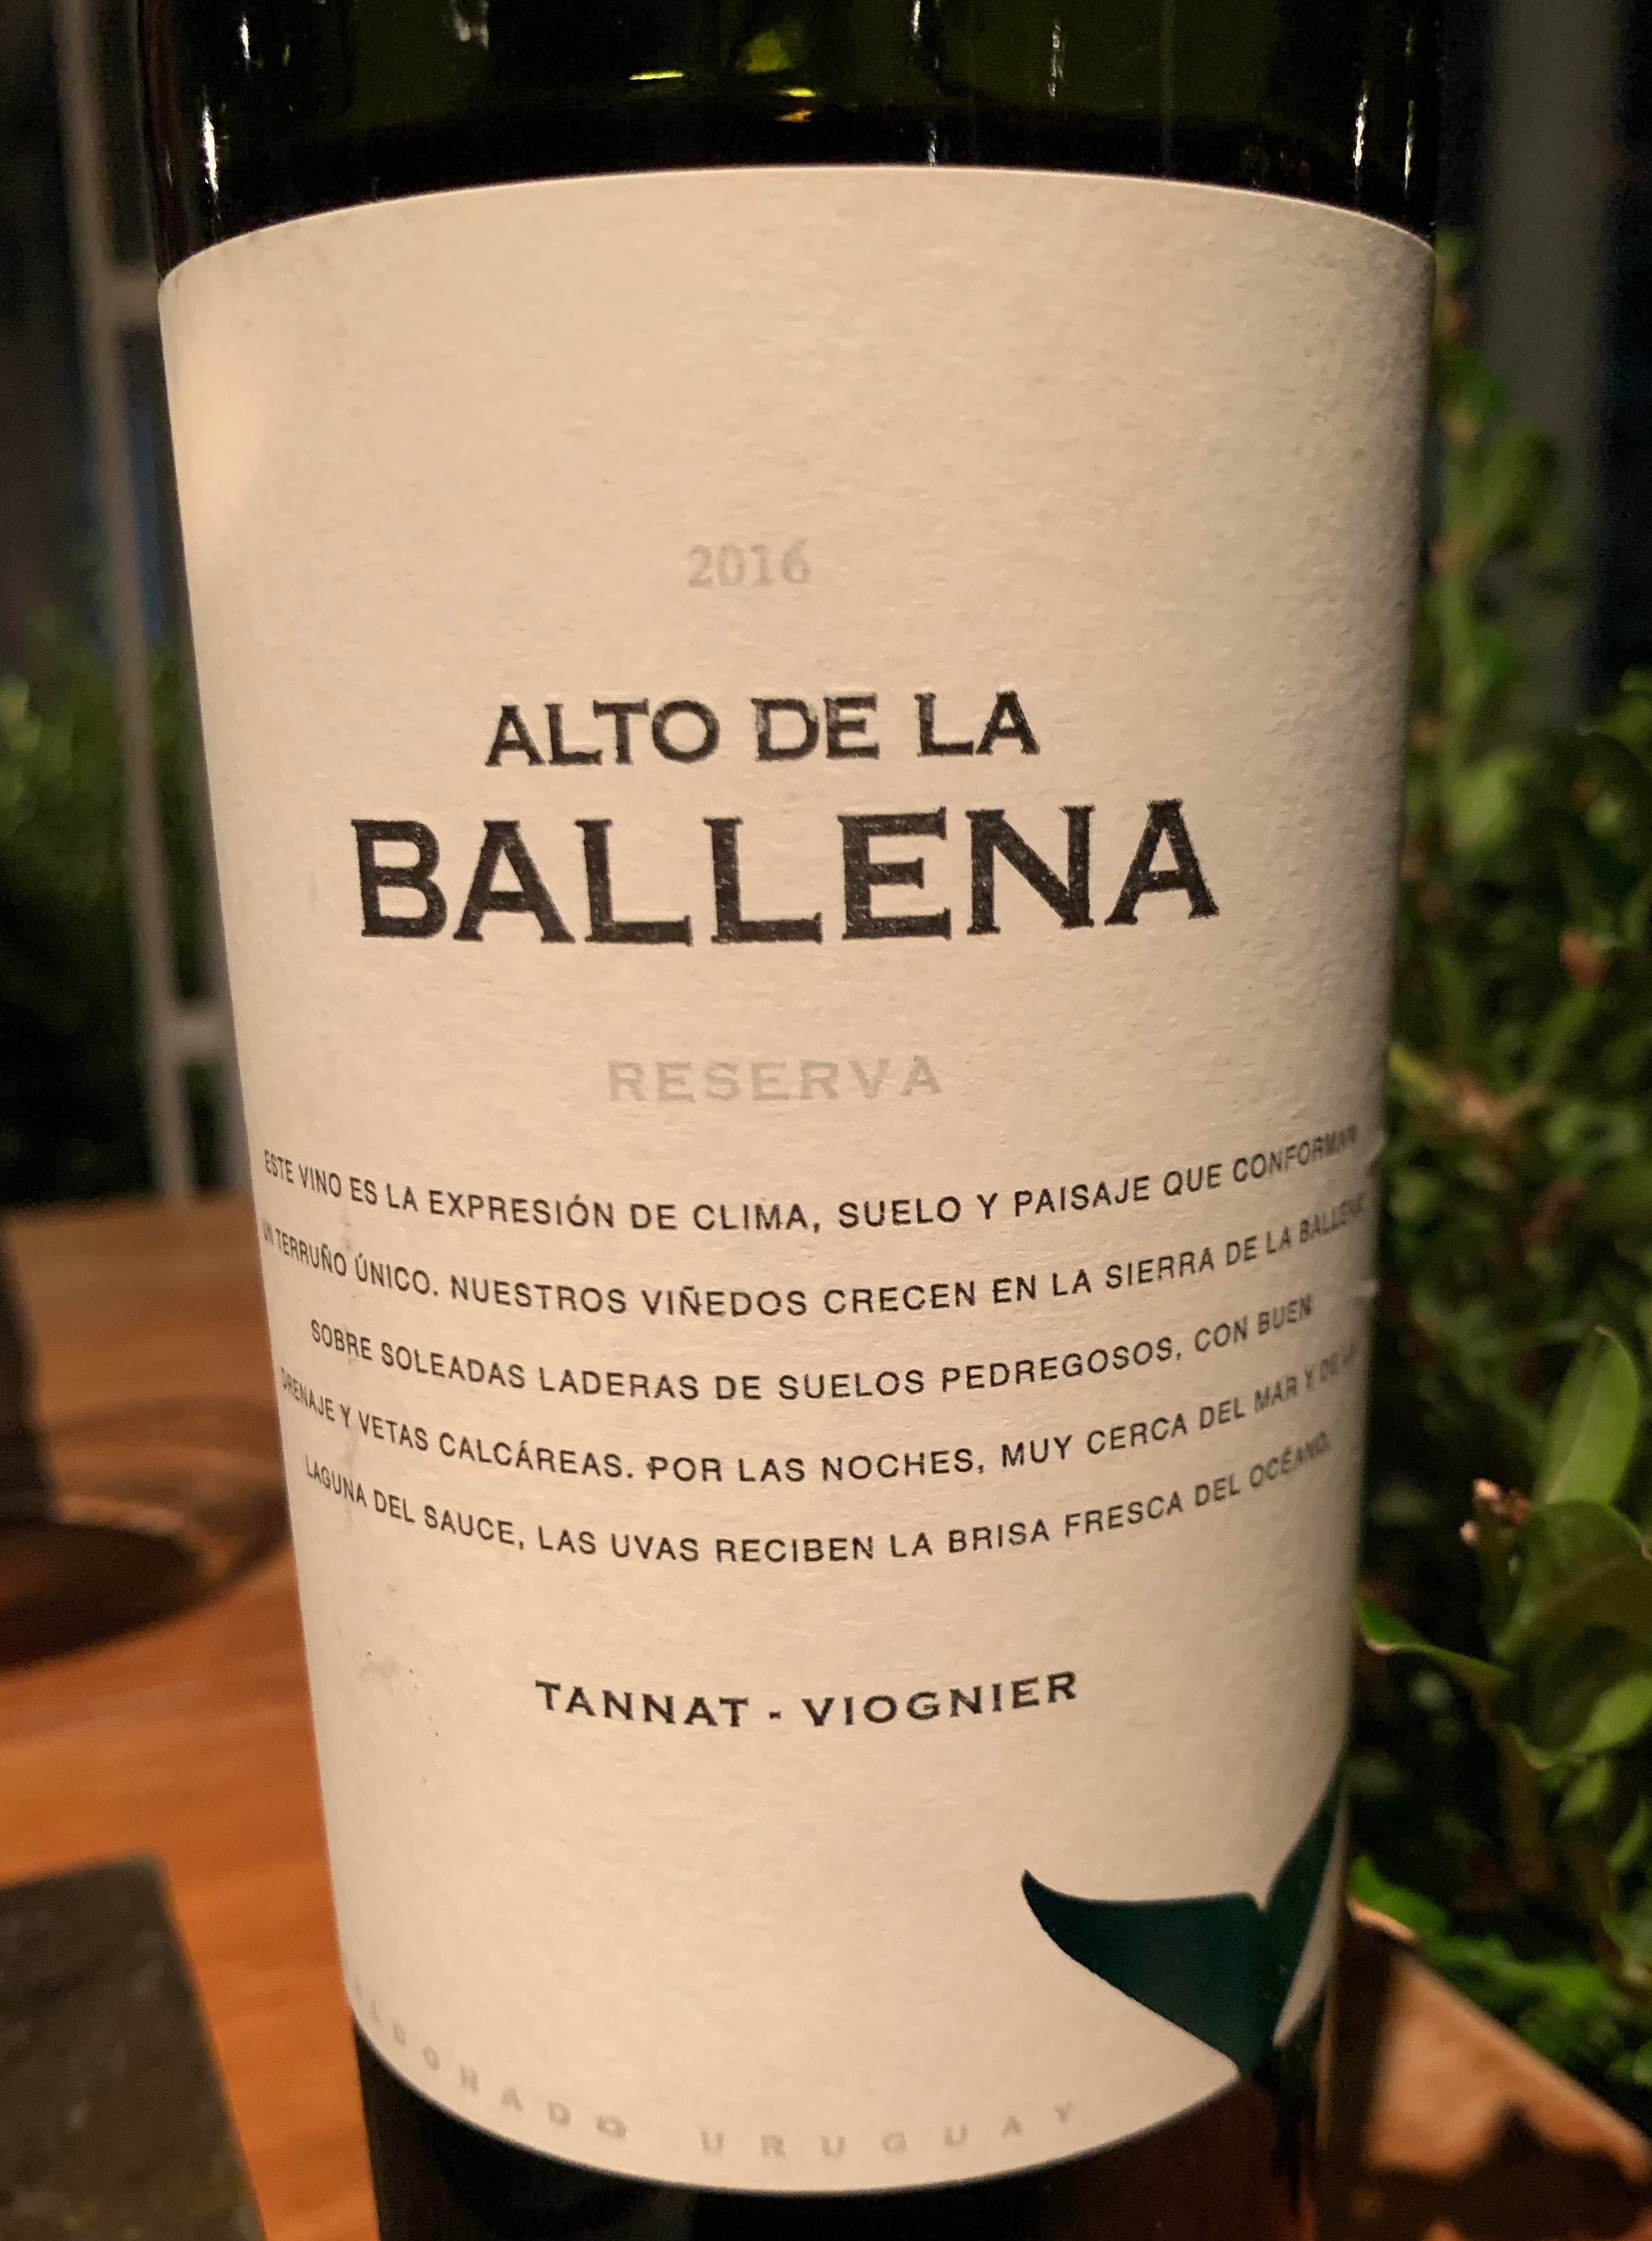 2016
ALTO DE LA
BALLENA
RESERVA
ESTE VINO ES LA EXPRESIÓN DE CLIMA, SUELO Y PAISAJE QUE CONFORMAN
UN TERRUÑO ÚNICO. NUESTROS VIÑEDOS CRECEN EN LA SIERRA DE LA BALLENA
SOBRE SOLEADAS LADERAS DE SUELOS PEDREGOSOS, CON BUEN
DRENAJE Y VETAS CALCÁREAS. POR LAS NOCHES, MUY CERCA DEL MAR Y DE LA
LAGUNA DEL SAUCE, LAS UVAS RECIBEN LA BRISA FRESCA DEL OCÉANO.
TANNAT - VIOGNIER
URUGUAY